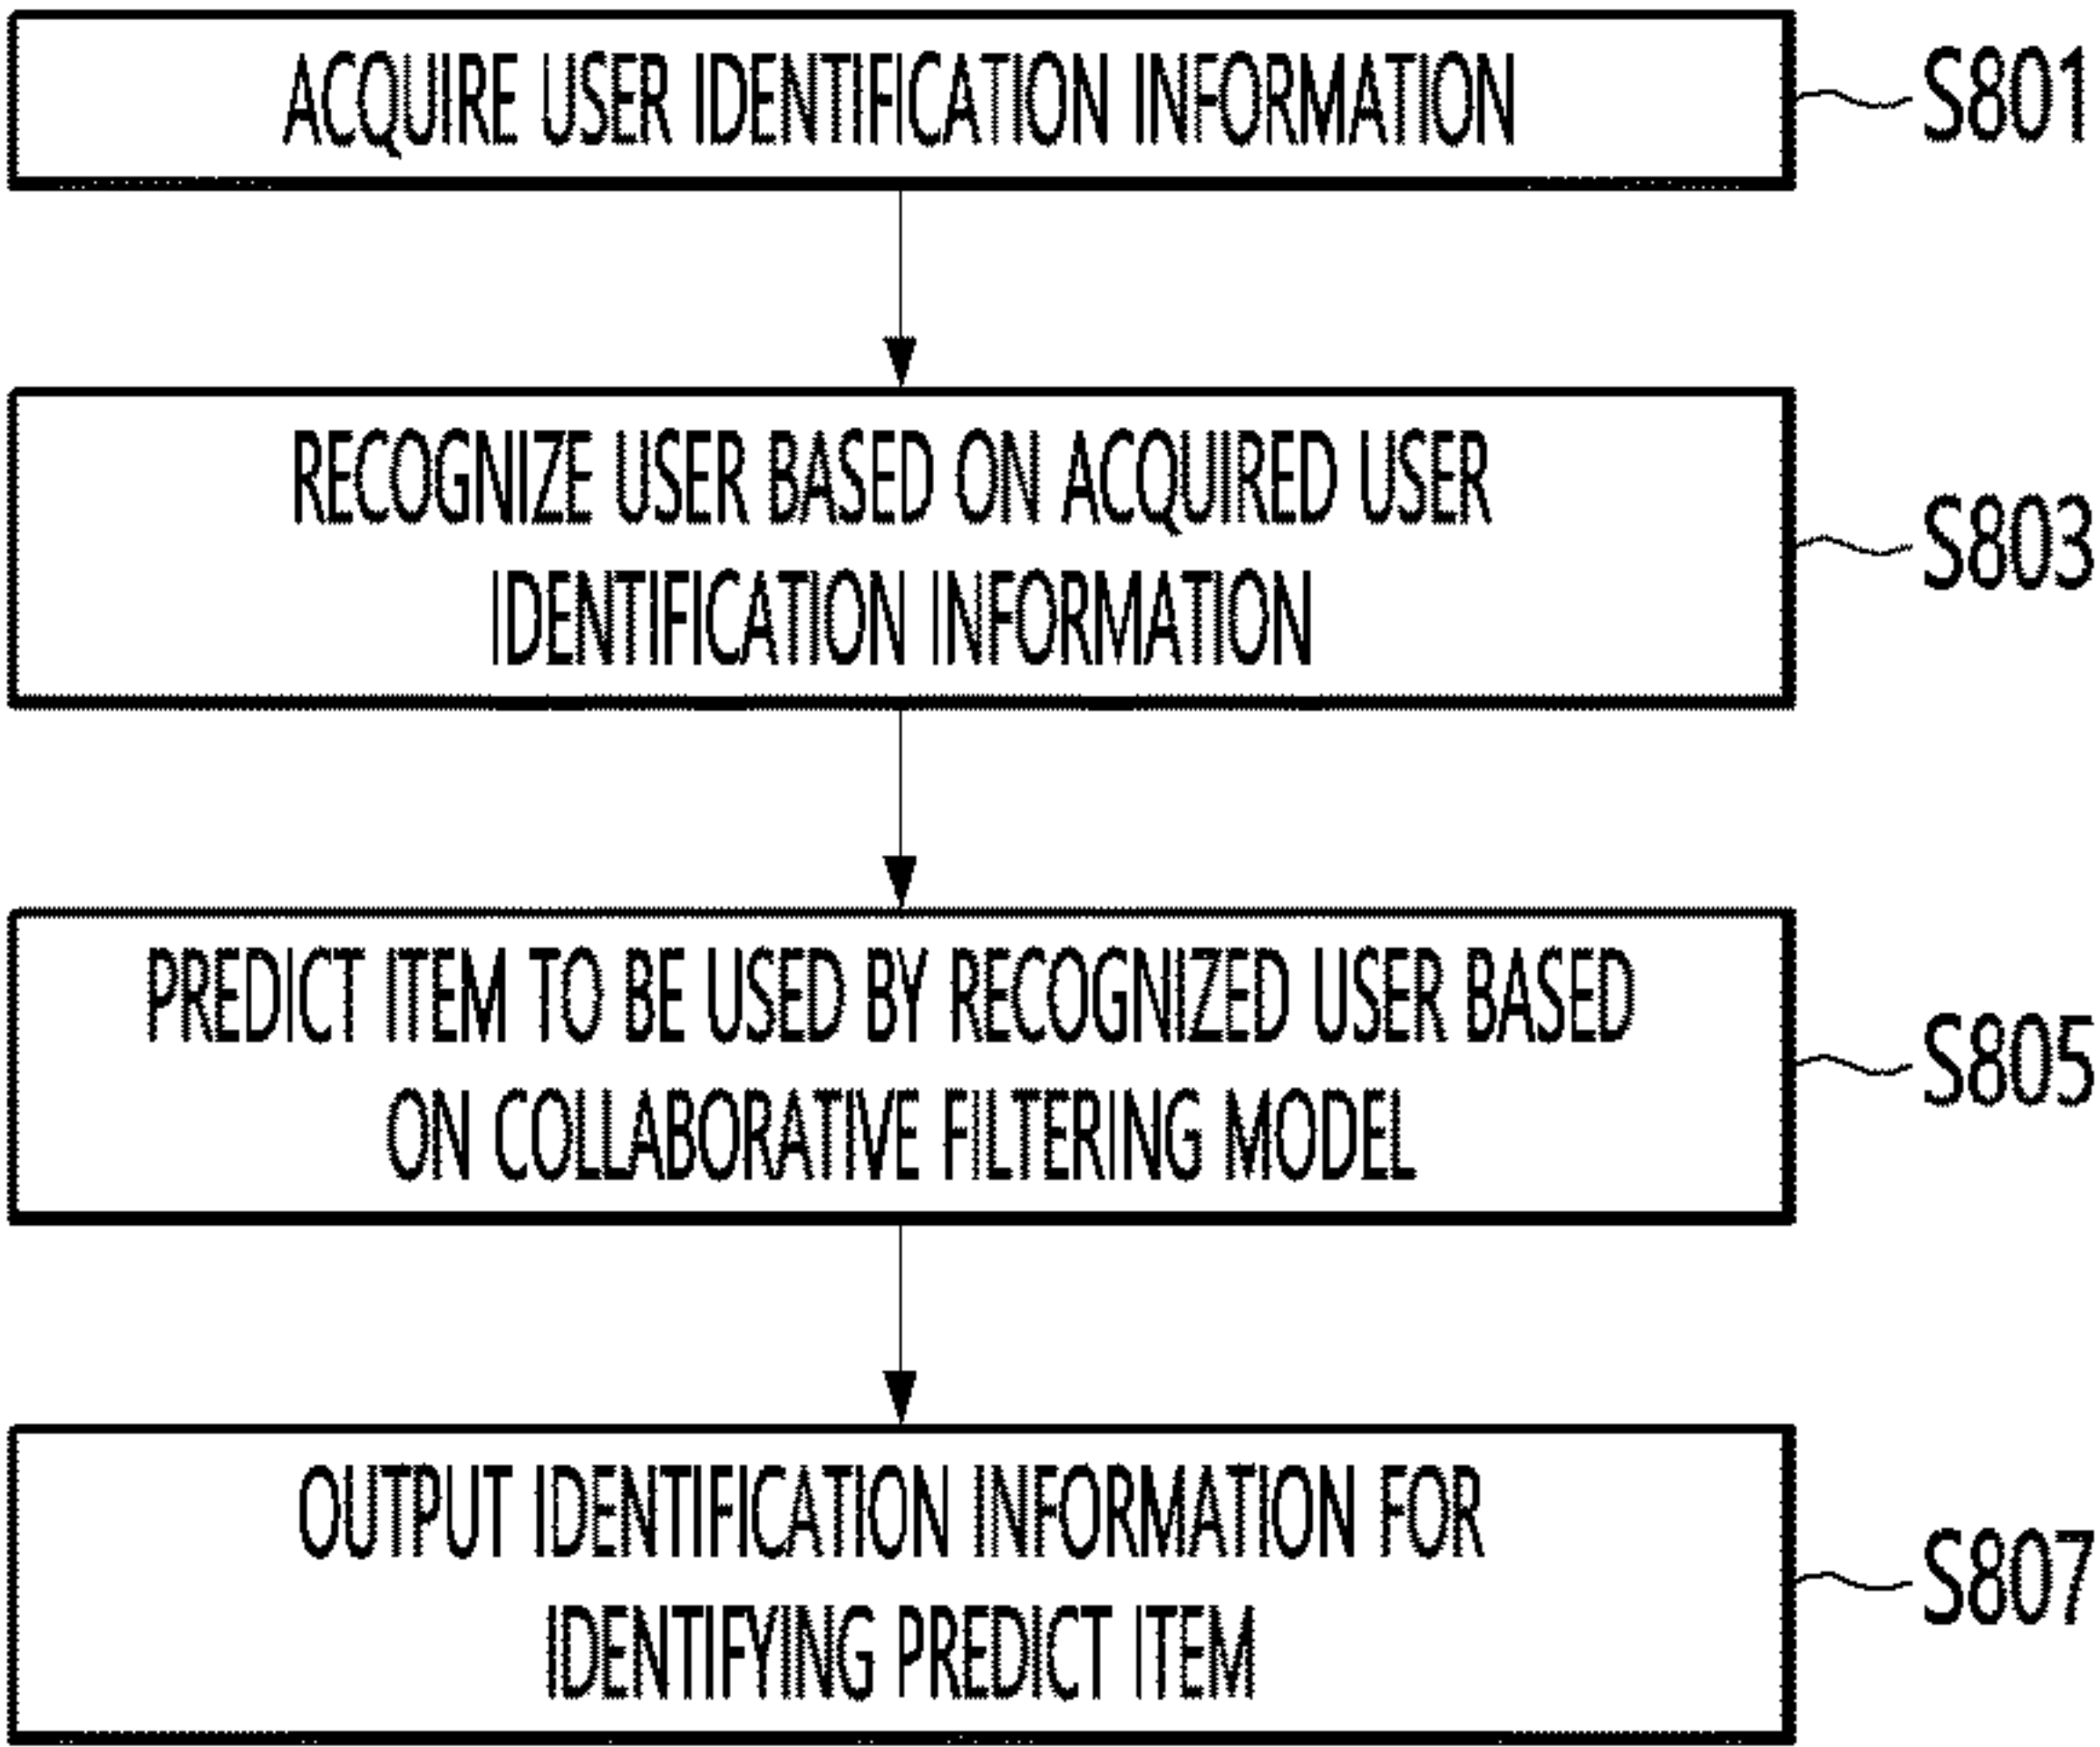 ACQUIRE USER IDENTIFICATION INFORMATION
S801
RECOGNIZE USER BASED ON ACQUIRED USER
IDENTIFICATION INFORMATION
S803
PREDICT ITEM TO BE USED BY RECOGNIZED USER BASED
ON COLLABORATIVE FILTERING MODEL
S805
OUTPUT IDENTIFICATION INFORMATION FOR
IDENTIFYING PREDICT ITEM
S807